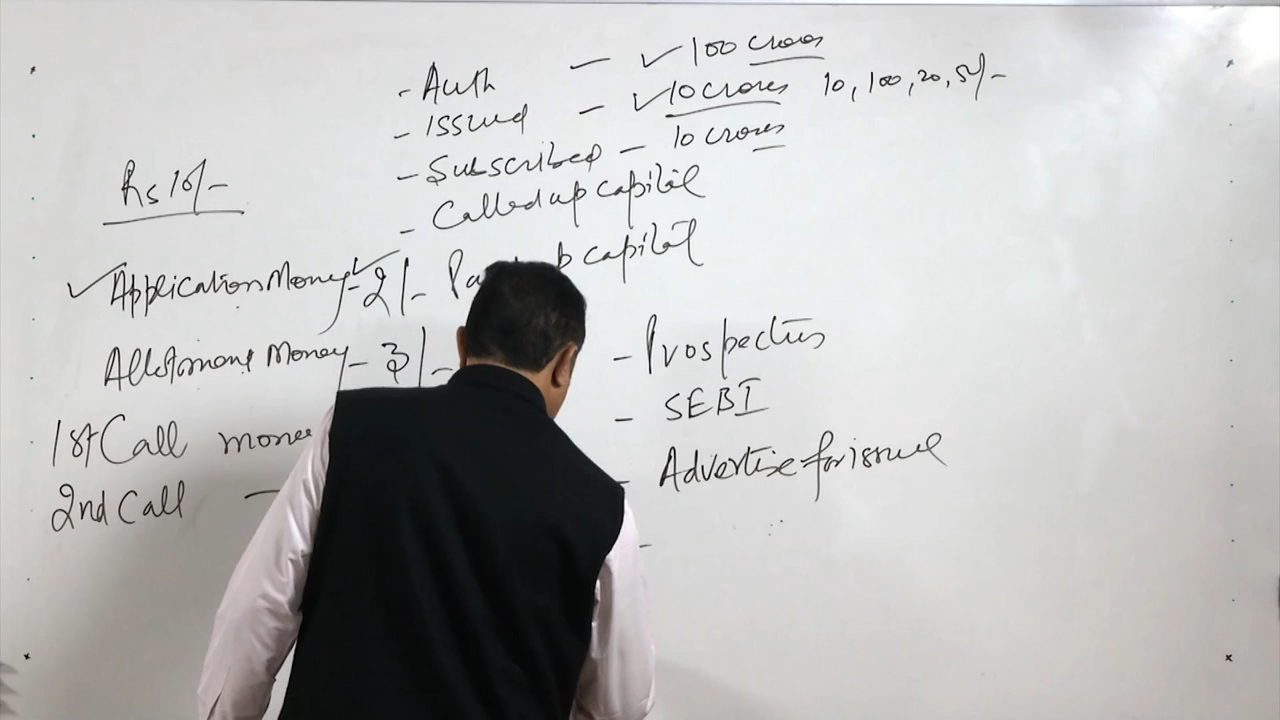 - Auth - ✓ 100 crores
- Issued - ✓ 10 crores 10, 100, 20, 5/-
- Subscribed - 10 crores
- Called up capital
Rs 10/-
✓ Application Money ✓ - 2/-
capital
Allotment Money - 3/-
- Prospectus
1st Call money
- SEBI
2nd Call -
- Advertise for issue
-